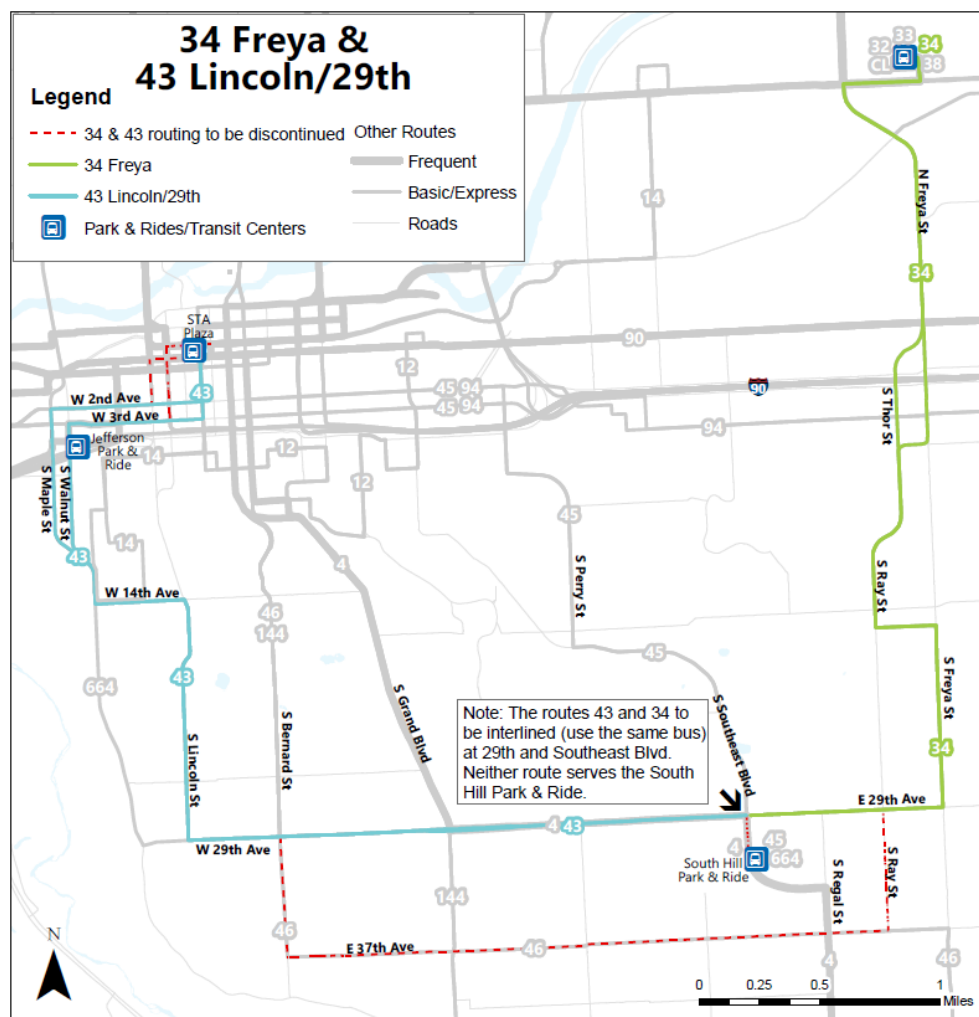 34 Freya &
43 Lincoln/29th
Legend
34 & 43 routing to be discontinued
34 Freya
43 Lincoln/29th
Park & Rides/Transit Centers
Other Routes
Frequent
Basic/Express
Roads
33
32
34
CL
38
14
N Freya St
34
STA
Plaza
90
12
43
45 94
45 94
90
W 2nd Ave
W 3rd Ave
S Thor St
94
Jefferson
Park &
Ride
14
12
12
S Maple St
S Walnut St
45
14
43
4
S Perry St
S Ray St
W 14th Ave
46
144
45
43
664
S Freya St
S Grand Blvd
S Southeast Blvd
S Lincoln St
S Bernard St
Note: The routes 43 and 34 to
be interlined (use the same bus)
at 29th and Southeast Blvd.
Neither route serves the South
Hill Park & Ride.
34
E 29th Ave
4
43
W 29th Ave
4
45
664
South Hill
Park & Ride
S Regal St
S Ray St
144
46
E 37th Ave
46
4
46
N
0 0.25 0.5 1
Miles